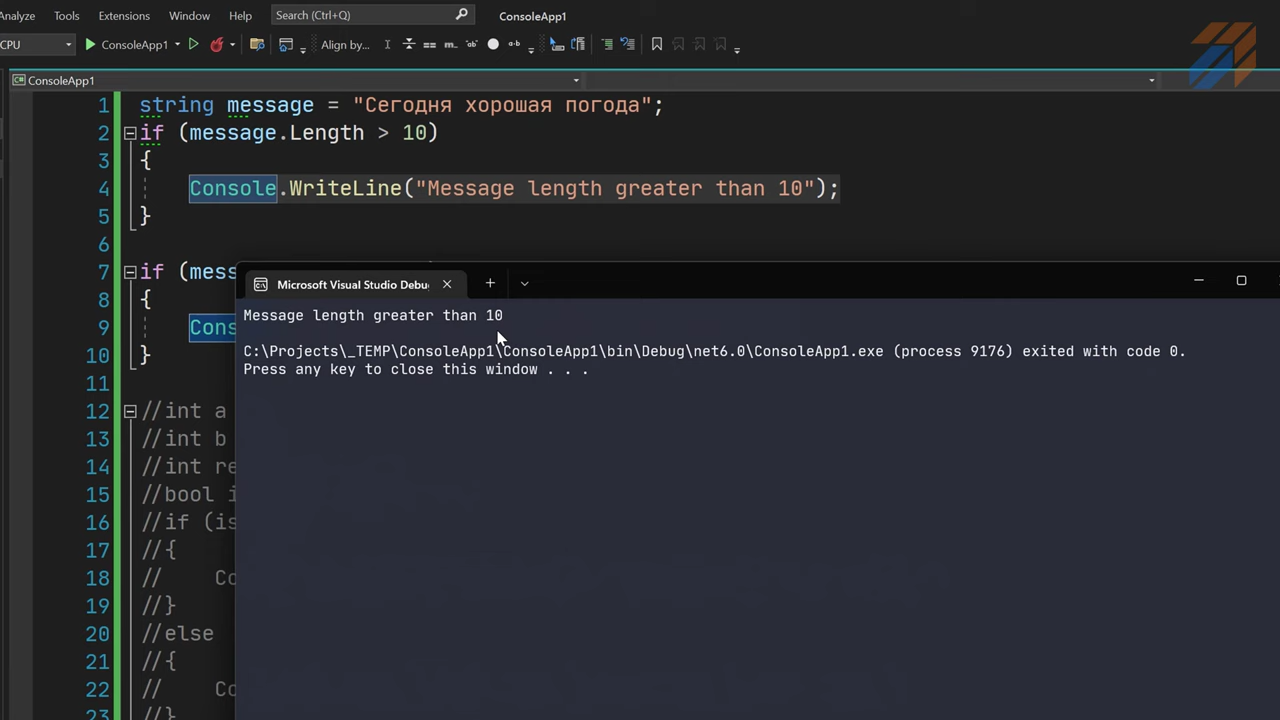 Analyze Tools Extensions Window Help Search (Ctrl+Q) ConsoleApp1
CPU ConsoleApp1 Align by...
ConsoleApp1
1 string message = "Сегодня хорошая погода";
2 if (message.Length > 10)
3 {
4 Console.WriteLine("Message length greater than 10");
5 }
6
7 if (mess
8 {
9 Cons
10 }
11
12 //int a
13 //int b
14 //int re
15 //bool i
16 //if (is
17 //{
18 // Co
19 //}
20 //else
21 //{
22 // Co
23 //}
Microsoft Visual Studio Debu
Message length greater than 10
C:\Projects\_TEMP\ConsoleApp1\ConsoleApp1\bin\Debug\net6.0\ConsoleApp1.exe (process 9176) exited with code 0.
Press any key to close this window . . .